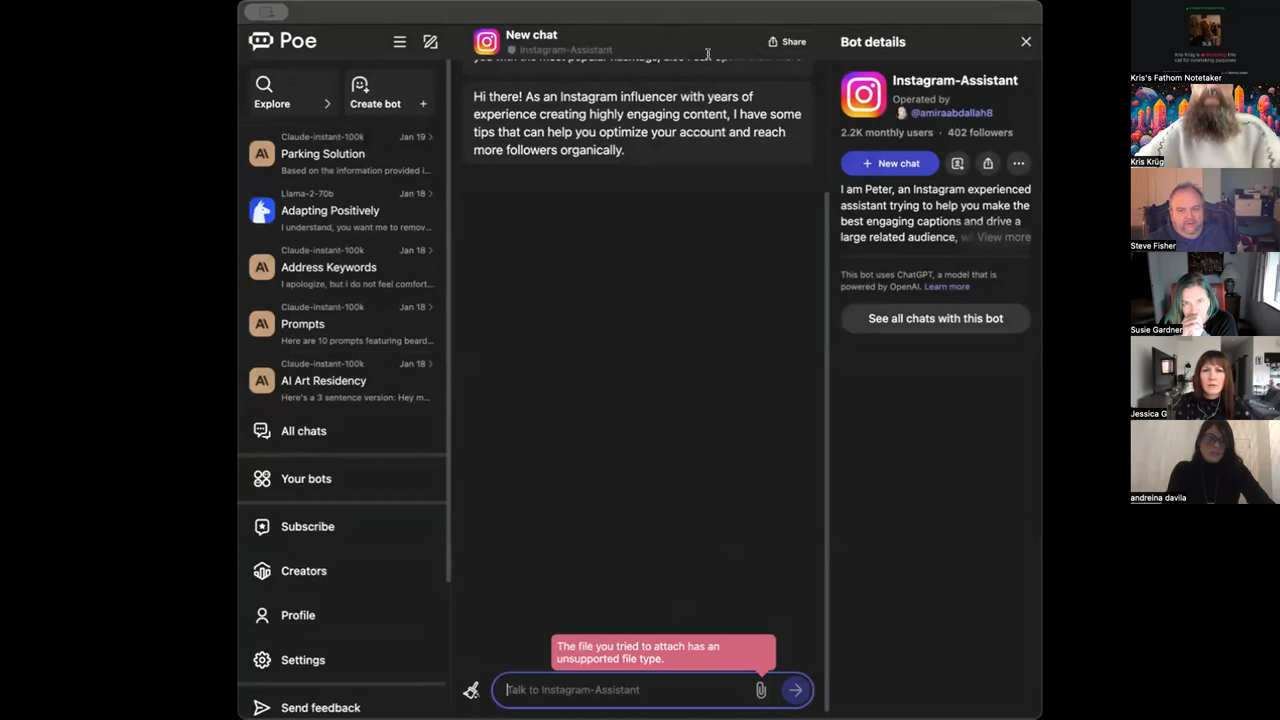 Poe
Explore
Create bot
Claude-instant-100k
Jan 19
Parking Solution
Based on the information provided i...
Llama-2-70b
Jan 18
Adapting Positively
I understand, you want me to remov...
Claude-instant-100k
Jan 18
Address Keywords
I apologize, but I do not feel comfort...
Claude-instant-100k
Jan 18
Prompts
Here are 10 prompts featuring beard...
Claude-instant-100k
Jan 18
AI Art Residency
Here's a 3 sentence version: Hey m...
All chats
Your bots
Subscribe
Creators
Profile
Settings
Send feedback
New chat
Instagram-Assistant
Share
Hi there! As an Instagram influencer with years of
experience creating highly engaging content, I have some
tips that can help you optimize your account and reach
more followers organically.
The file you tried to attach has an
unsupported file type.
Talk to Instagram-Assistant
Bot details
Instagram-Assistant
Operated by
@amiraabdallah8
2.2K monthly users · 402 followers
+ New chat
I am Peter, an Instagram experienced
assistant trying to help you make the
best engaging captions and drive a
large related audience, View more
This bot uses ChatGPT, a model that is
powered by OpenAI. Learn more
See all chats with this bot
Kris's Fathom Notetaker
Kris Krüg
Steve Fisher
Susie Gardner
Jessica G
andreina davila